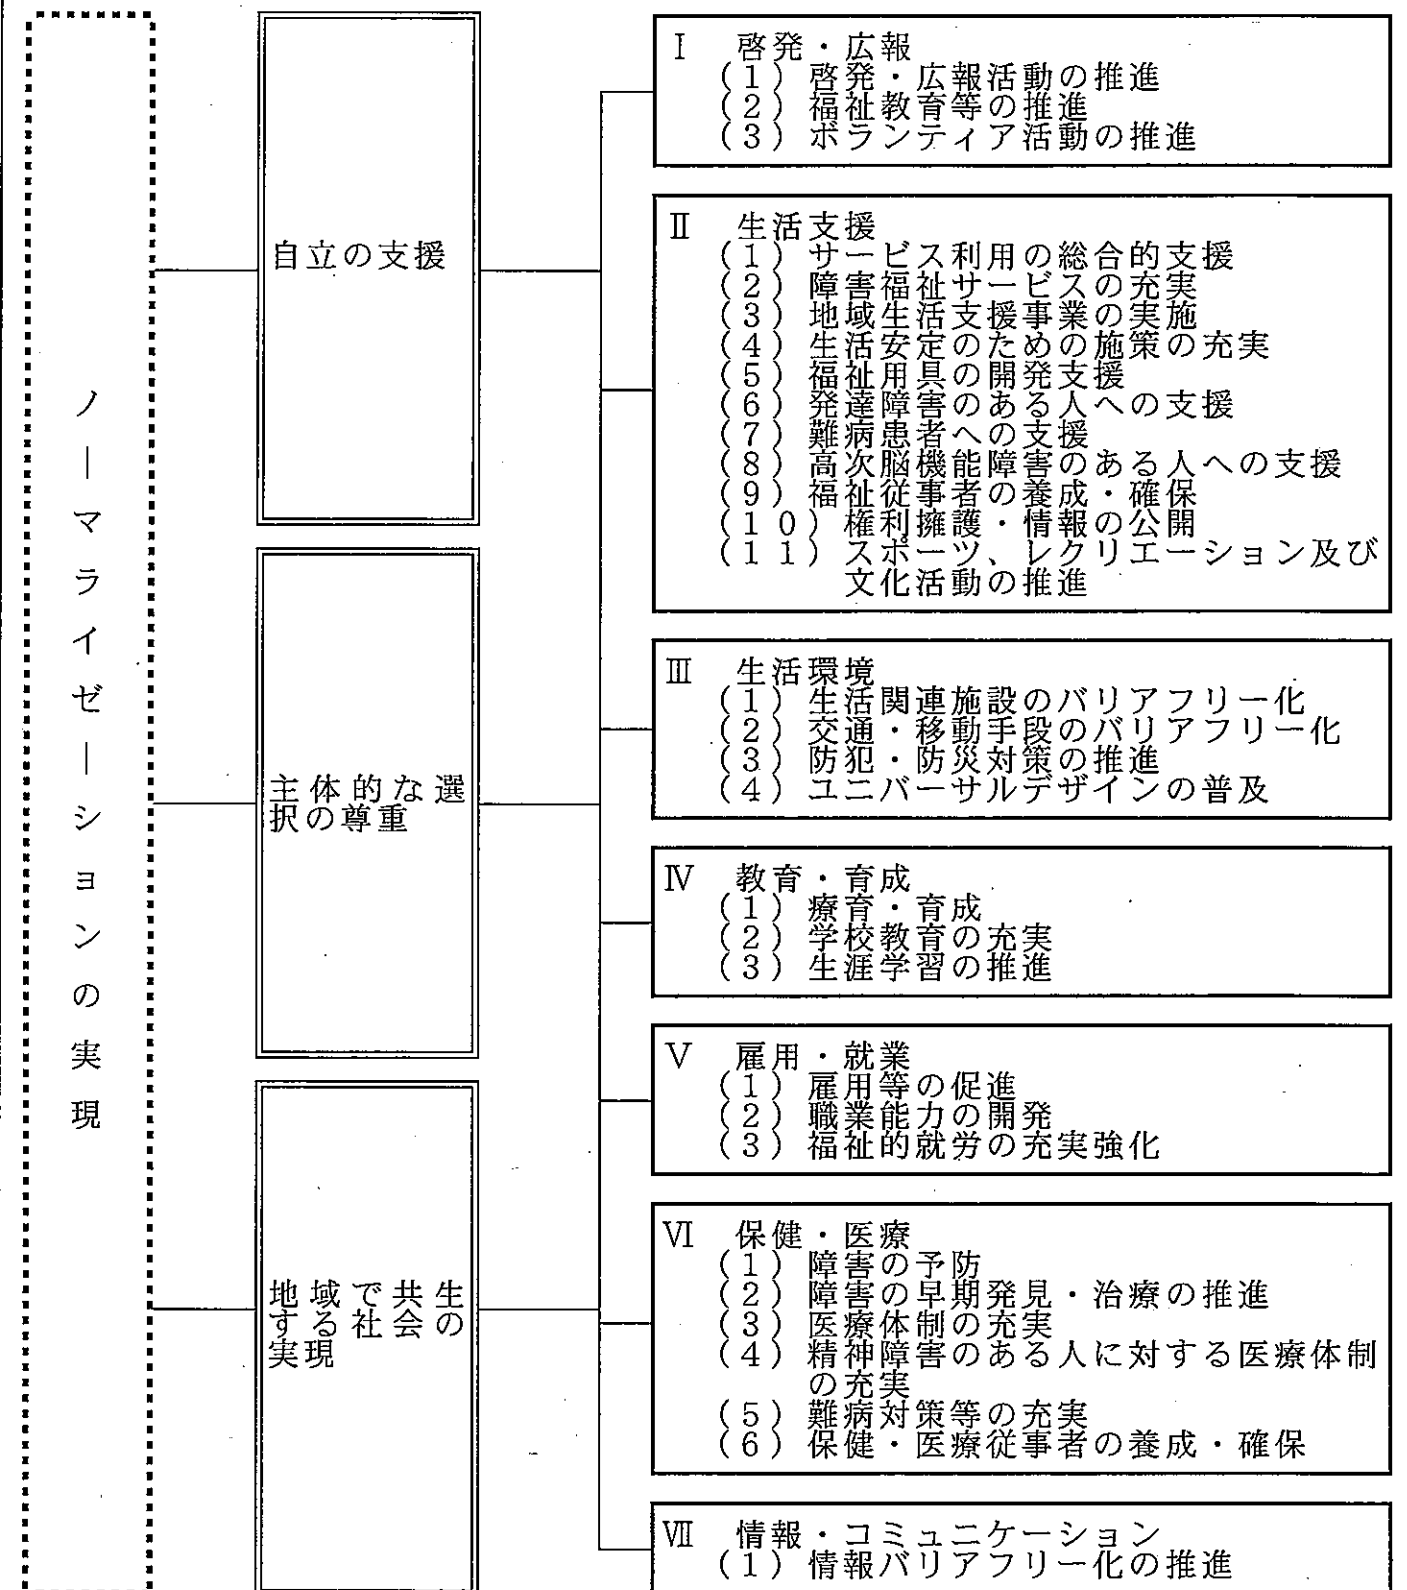 ノーマライゼーションの実現
自立の支援
主体的な選
択の尊重
地域で共生
する社会の
実現
Ⅰ 啓発・広報
(1) 啓発・広報活動の推進
(2) 福祉教育等の推進
(3) ボランティア活動の推進
Ⅱ 生活支援
(1) サービス利用の総合的支援
(2) 障害福祉サービスの充実
(3) 地域生活支援事業の実施
(4) 生活安定のための施策の充実
(5) 福祉用具の開発支援
(6) 発達障害のある人への支援
(7) 難病患者への支援
(8) 高次脳機能障害のある人への支援
(9) 福祉従事者の養成・確保
(10) 権利擁護・情報の公開
(11) スポーツ、レクリエーション及び
文化活動の推進
Ⅲ 生活環境
(1) 生活関連施設のバリアフリー化
(2) 交通・移動手段のバリアフリー化
(3) 防犯・防災対策の推進
(4) ユニバーサルデザインの普及
Ⅳ 教育・育成
(1) 療育・育成
(2) 学校教育の充実
(3) 生涯学習の推進
Ⅴ 雇用・就業
(1) 雇用等の促進
(2) 職業能力の開発
(3) 福祉的就労の充実強化
Ⅵ 保健・医療
(1) 障害の予防
(2) 障害の早期発見・治療の推進
(3) 医療体制の充実
(4) 精神障害のある人に対する医療体制
の充実
(5) 難病対策等の充実
(6) 保健・医療従事者の養成・確保
Ⅶ 情報・コミュニケーション
(1) 情報バリアフリー化の推進